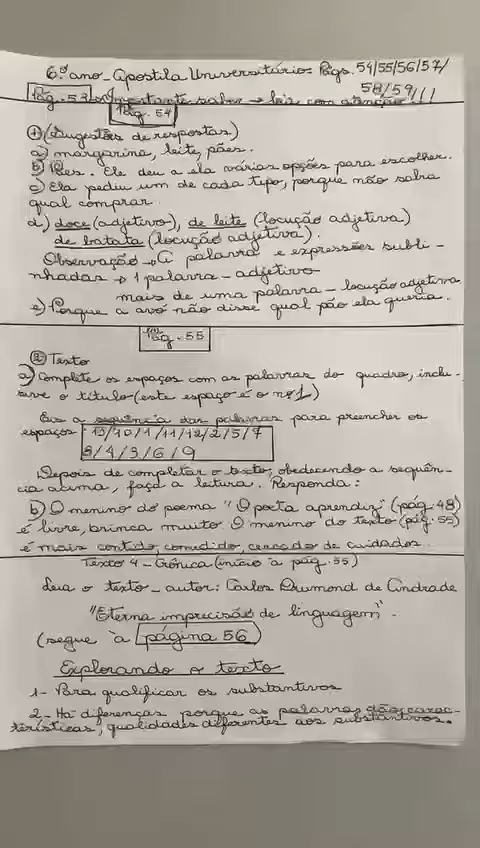 6º ano - Apostila Universitário: Págs. 54/55/56/57/
58/59///
Pág. 53 Importante saber → leia com atenção!!!
Pág. 54
① (Sugestões de respostas)
a) margarina, leite, pães.
b) Pães. Ele deu a ela várias opções para escolher.
c) Ela pediu um de cada tipo, porque não sabia
qual comprar.
d) doce (adjetivo), de leite (locução adjetiva)
de batata (locução adjetiva).
Observação → A palavra e expressões subli-
nhadas → 1 palavra - adjetivo
mais de uma palavra - locução adjetiva
e) Porque a avó não disse qual pão ela queria.
Pág. 55
② Texto
a) Complete os espaços com as palavras do quadro, inclu-
sive o título (este espaço é o nº 1)
Eis a sequência das palavras para preencher os
espaços 13/10/1/11/12/2/5/7
8/4/3/6/9
Depois de completar o texto, obedecendo a sequên-
cia acima, faça a leitura. Responda:
b) O menino do poema "O poeta aprendiz" (pág. 48)
é livre, brinca muito O menino do texto (pág. 55)
é mais contido, comedido, cercado de cuidados.
Texto 4 - Crônica (início à pág. 55)
Leia o texto - autor: Carlos Drumond de Andrade
"Eterna imprecisão de linguagem" -
(segue à página 56)
Explorando o texto
1- Para qualificar os substantivos
2- Há diferenças porque as palavras dão carac-
terísticas, qualidades diferentes aos substantivos.